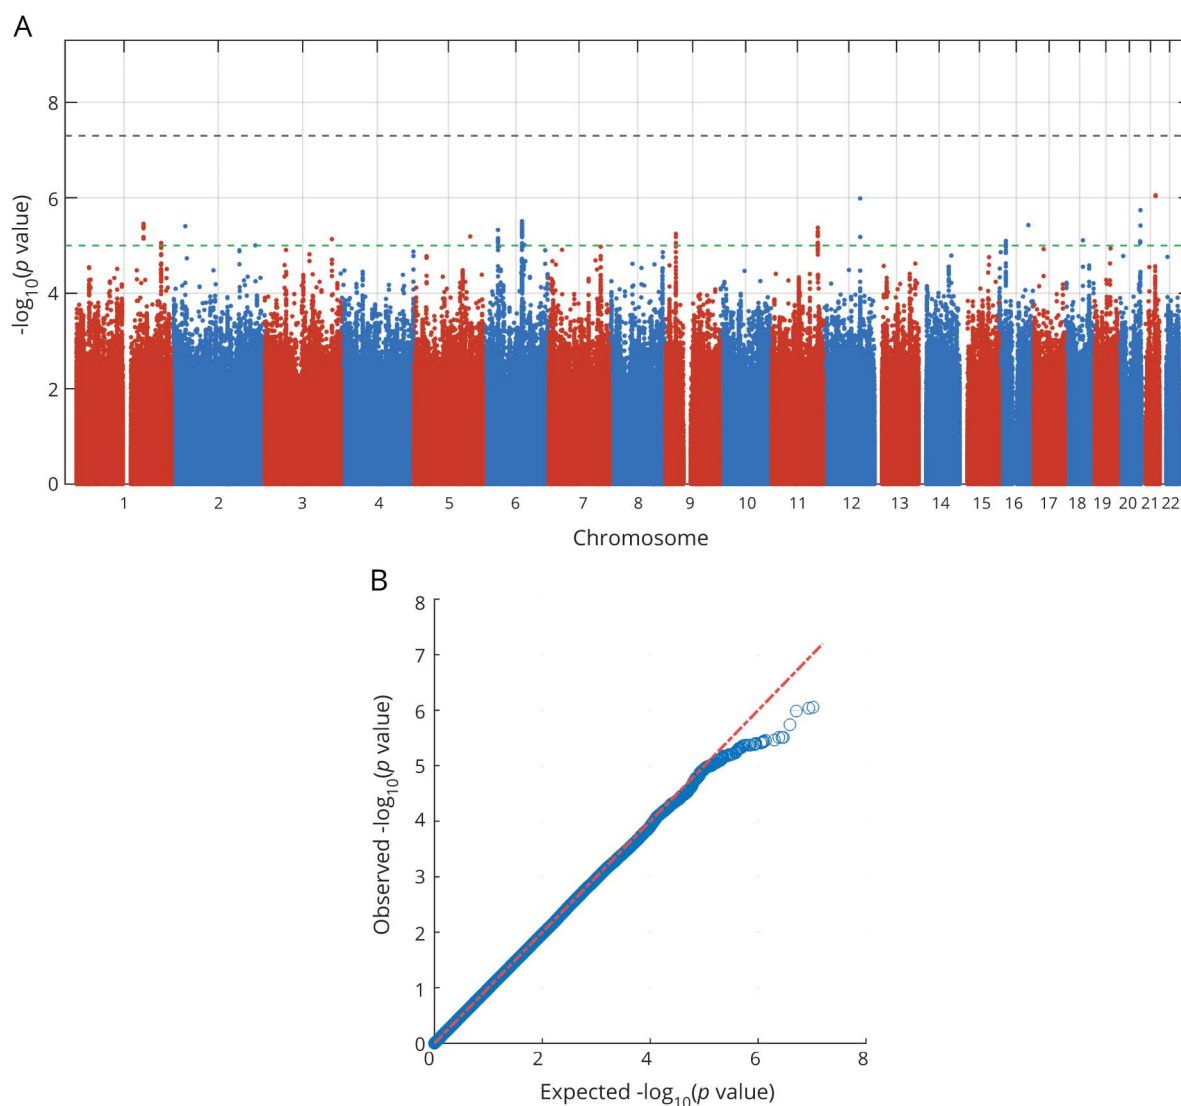 A
8
6
4
2
0
-log10(p value)
1 2 3 4 5 6 7 8 9 10 11 12 13 14 15 16 17 18 19 20 21 22
Chromosome
B
8
7
6
5
4
3
2
1
0
Observed -log10(p value)
0 2 4 6 8
Expected -log10(p value)